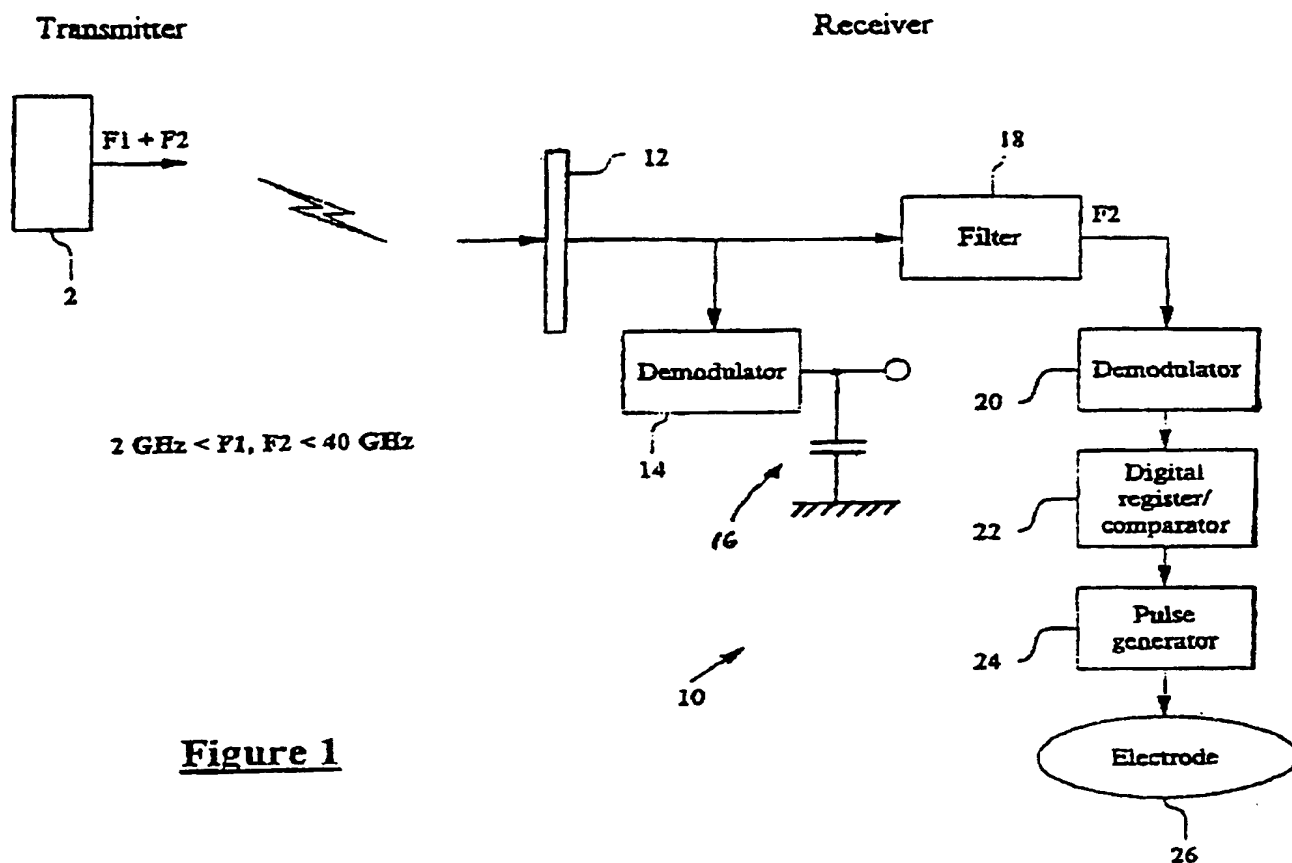 Transmitter
Receiver
F1 + F2
2
12
18
Filter
F2
Demodulator
14
16
Demodulator
20
2 GHz < F1, F2 < 40 GHz
Digital
register/
comparator
22
Pulse
generator
24
10
Electrode
26
Figure 1